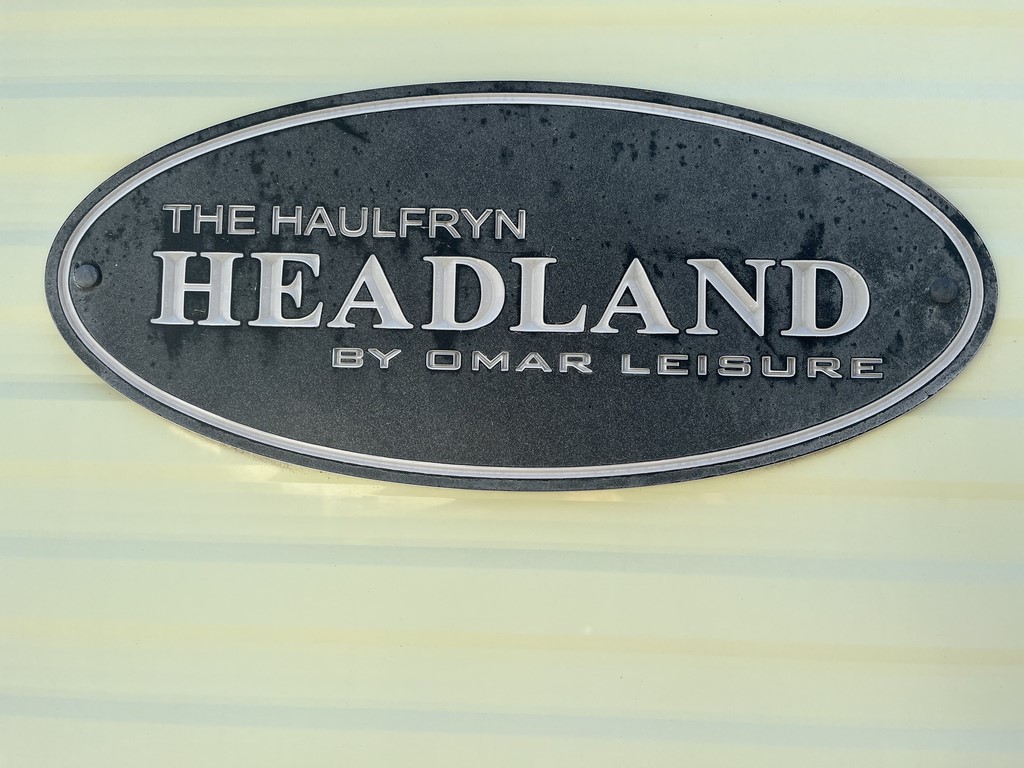 THE HAULFRYN
HEADLAND
BY OMAR LEISURE